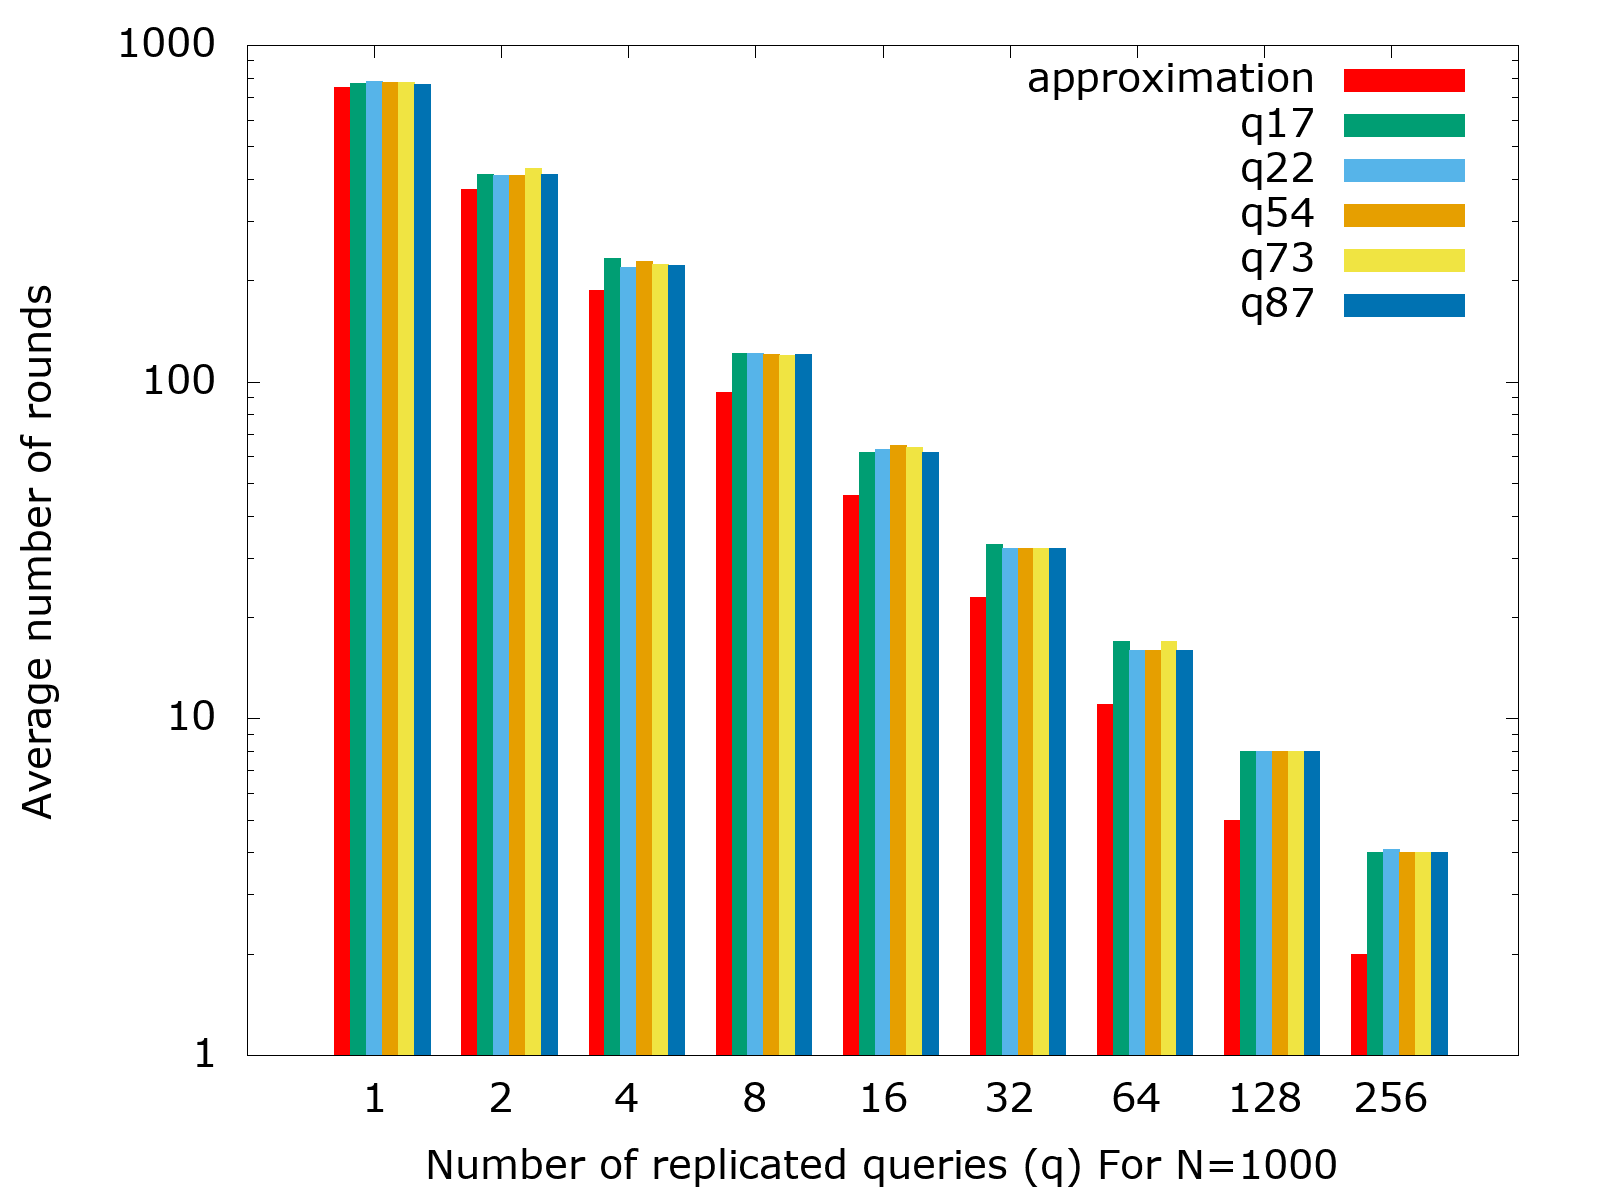 1000
100
10
1
Average number of rounds
approximation
q17
q22
q54
q73
q87
1 2 4 8 16 32 64 128 256
Number of replicated queries (q) For N=1000